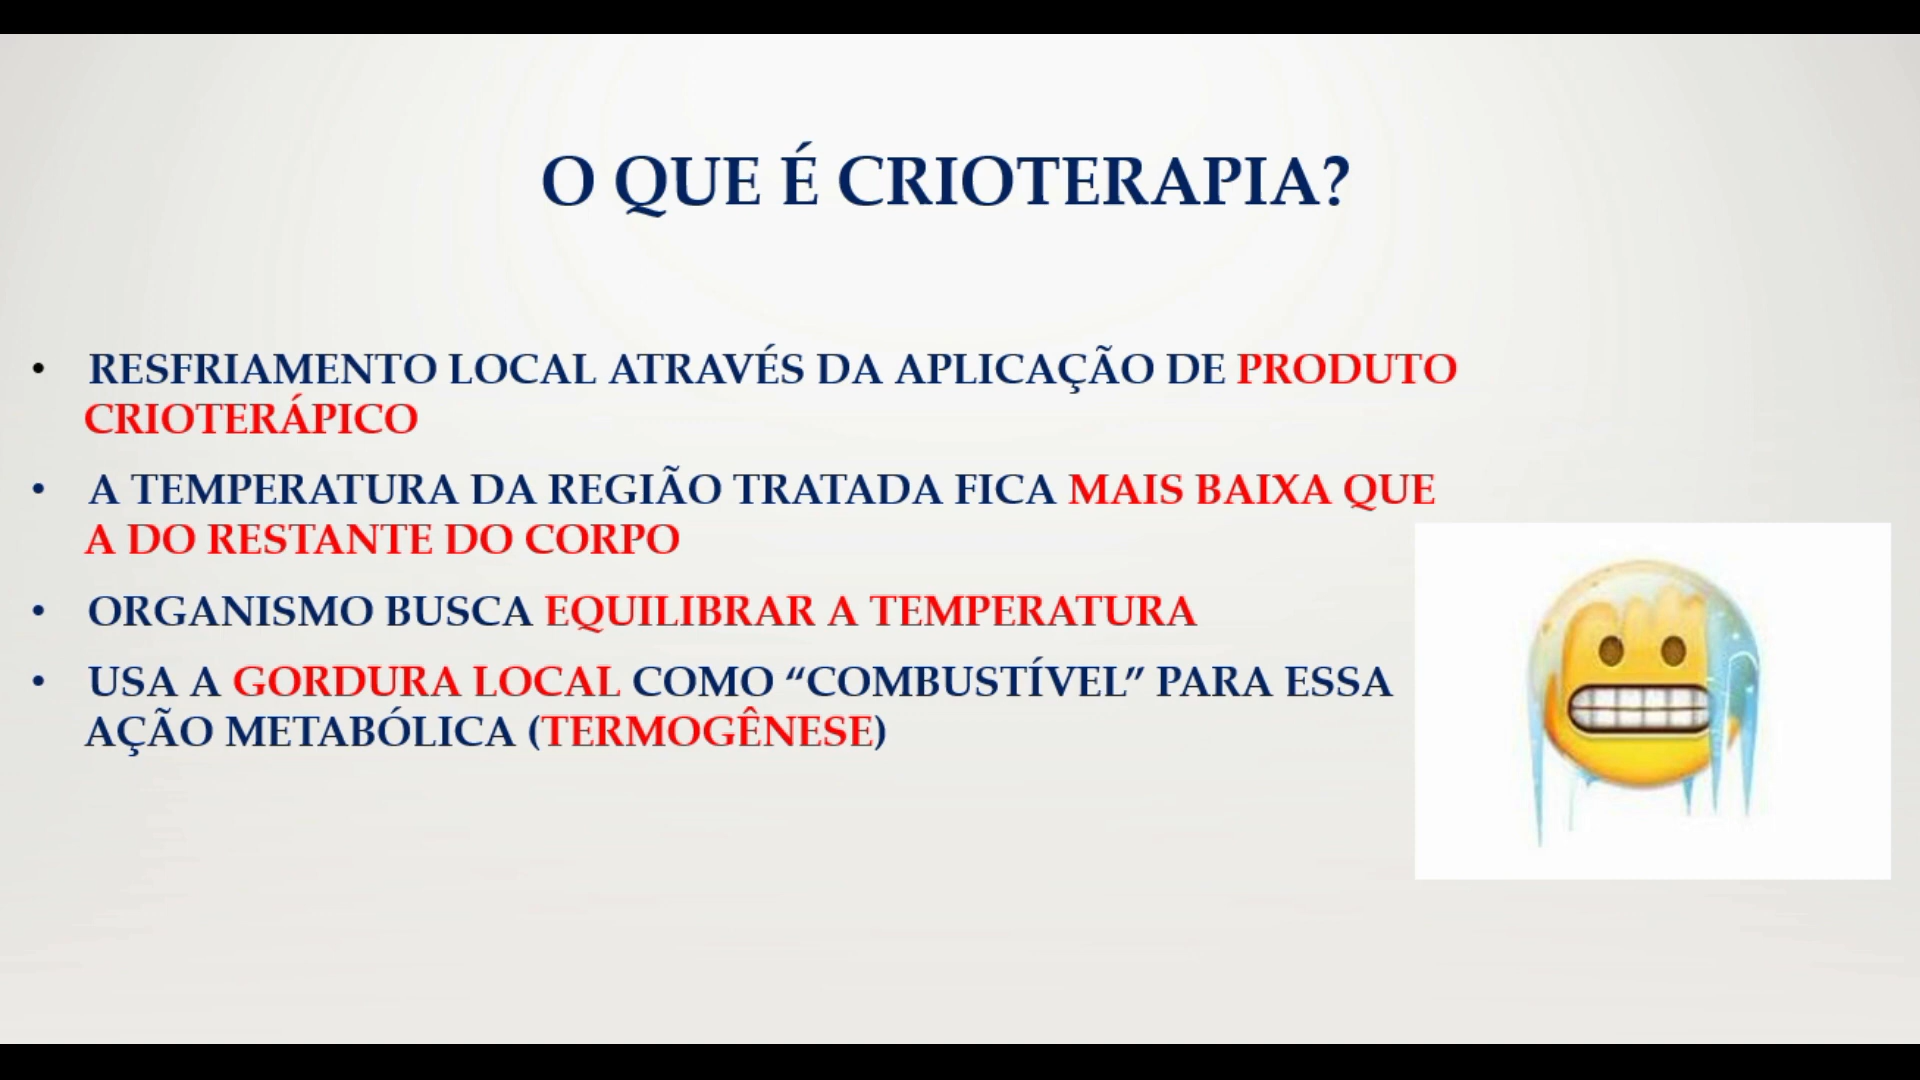 O QUE É CRIOTERAPIA?
• RESFRIAMENTO LOCAL ATRAVÉS DA APLICAÇÃO DE PRODUTO
CRIOTERÁPICO
• A TEMPERATURA DA REGIÃO TRATADA FICA MAIS BAIXA QUE
A DO RESTANTE DO CORPO
• ORGANISMO BUSCA EQUILIBRAR A TEMPERATURA
• USA A GORDURA LOCAL COMO “COMBUSTÍVEL” PARA ESSA
AÇÃO METABÓLICA (TERMOGÊNESE)